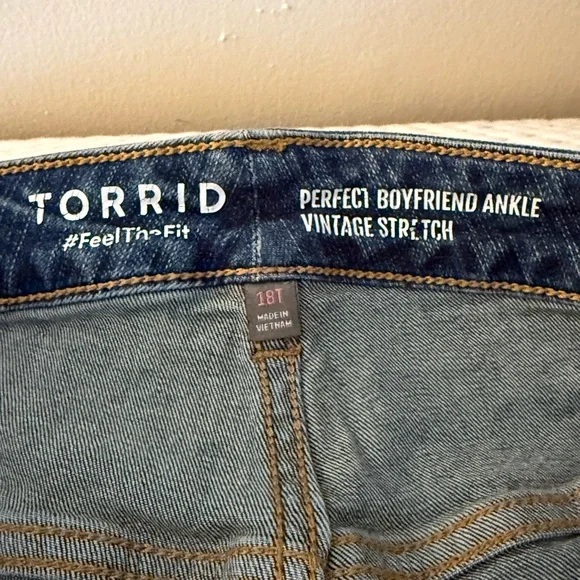 TORRID
#FeelTheFit
PERFECT BOYFRIEND ANKLE
VINTAGE STRETCH
18T
MADE IN
VIETNAM